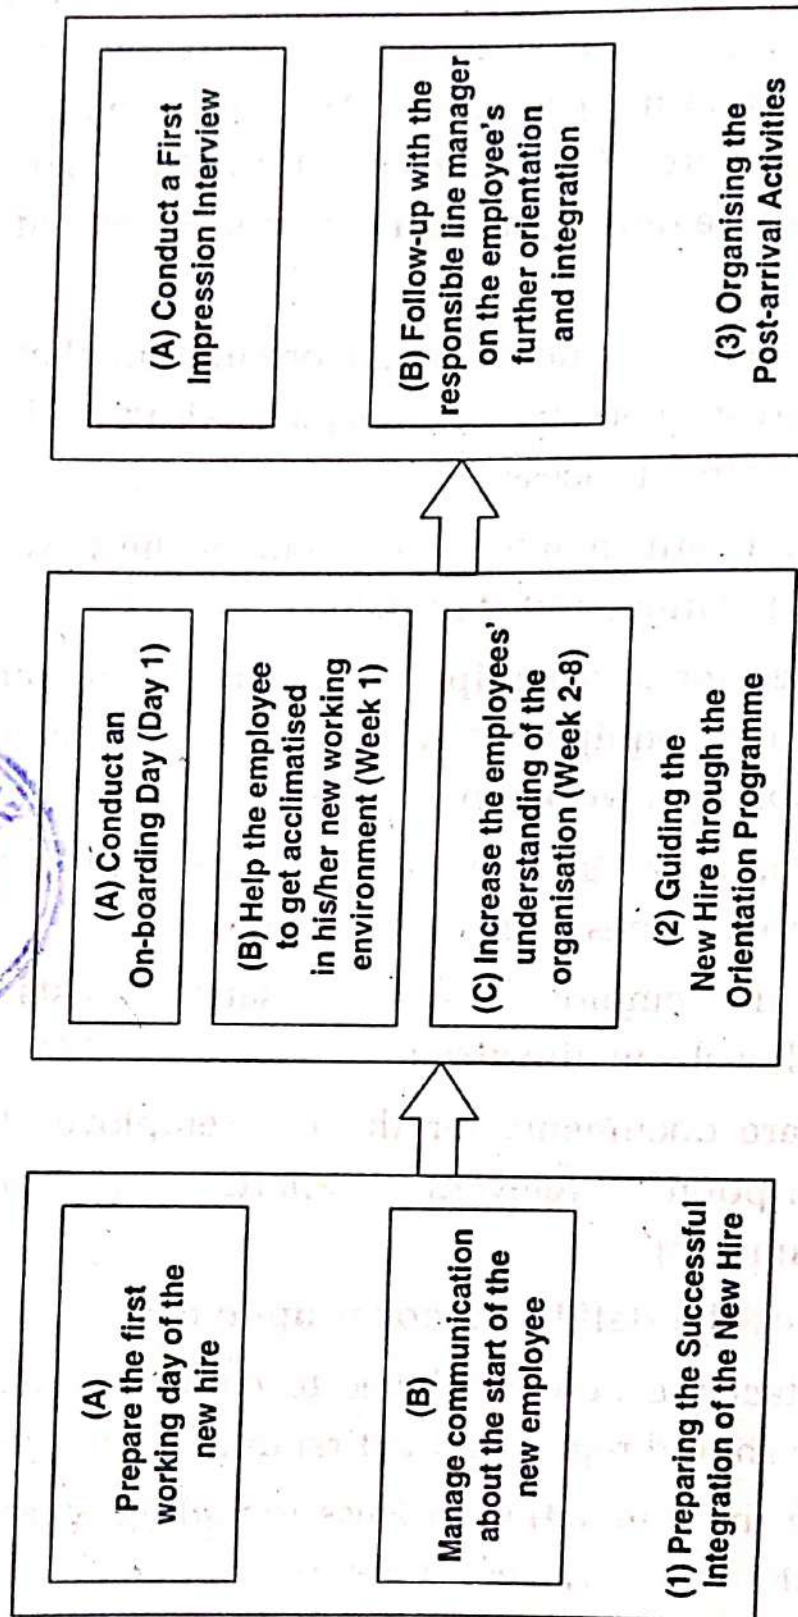 (A)
Prepare the first
working day of the
new hire
(B)
Manage communication
about the start of the
new employee
(1) Preparing the Successful
Integration of the New Hire
(A) Conduct an
On-boarding Day (Day 1)
(B) Help the employee
to get acclimatised
in his/her new working
environment (Week 1)
(C) Increase the employees'
understanding of the
organisation (Week 2-8)
(2) Guiding the
New Hire through the
Orientation Programme
(A) Conduct a First
Impression Interview
(B) Follow-up with the
responsible line manager
on the employee's
further orientation
and integration
(3) Organising the
Post-arrival Activities